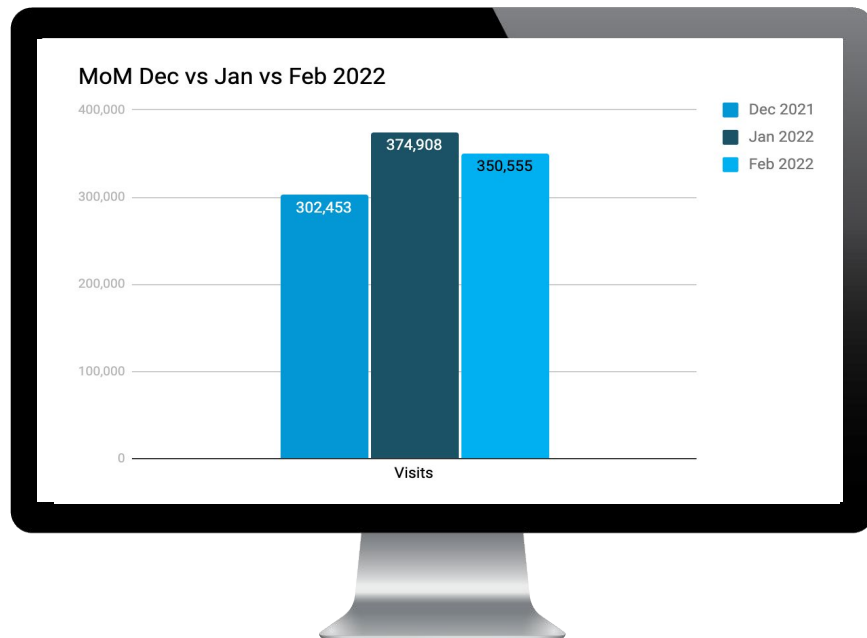 MoM Dec vs Jan vs Feb 2022
400,000
300,000
200,000
100,000
0
302,453
374,908
350,555
Visits
Dec 2021
Jan 2022
Feb 2022